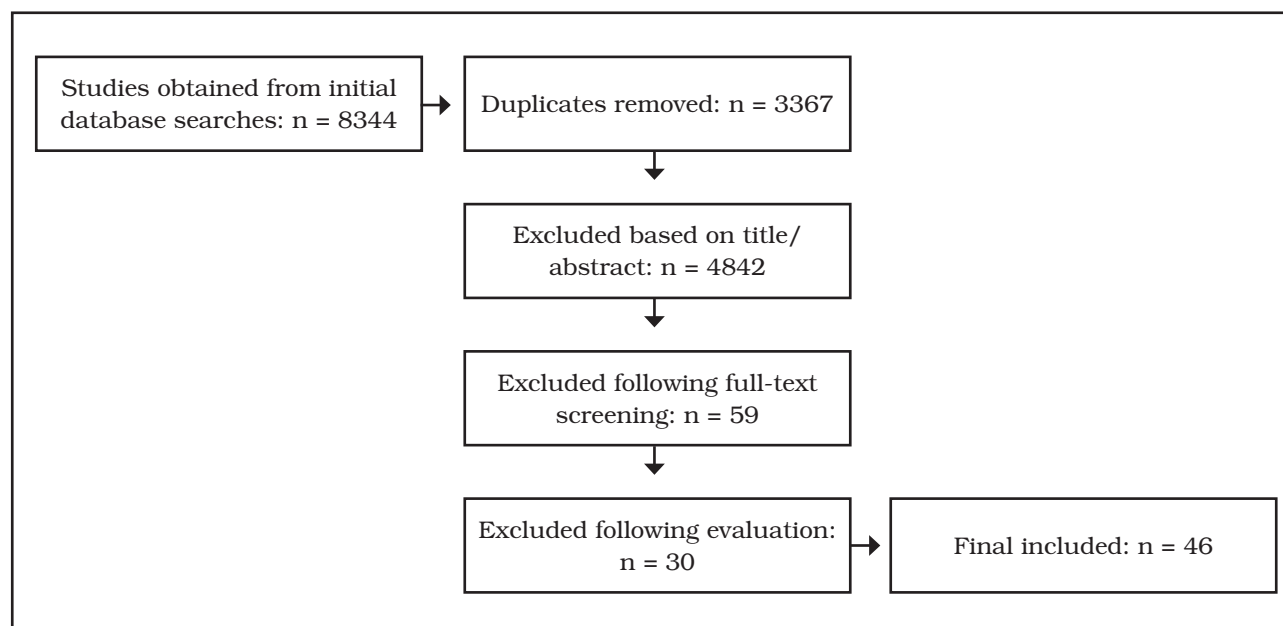 Studies obtained from initial
database searches: n = 8344
Duplicates removed: n = 3367
Excluded based on title/
abstract: n = 4842
Excluded following full-text
screening: n = 59
Excluded following evaluation:
n = 30
Final included: n = 46